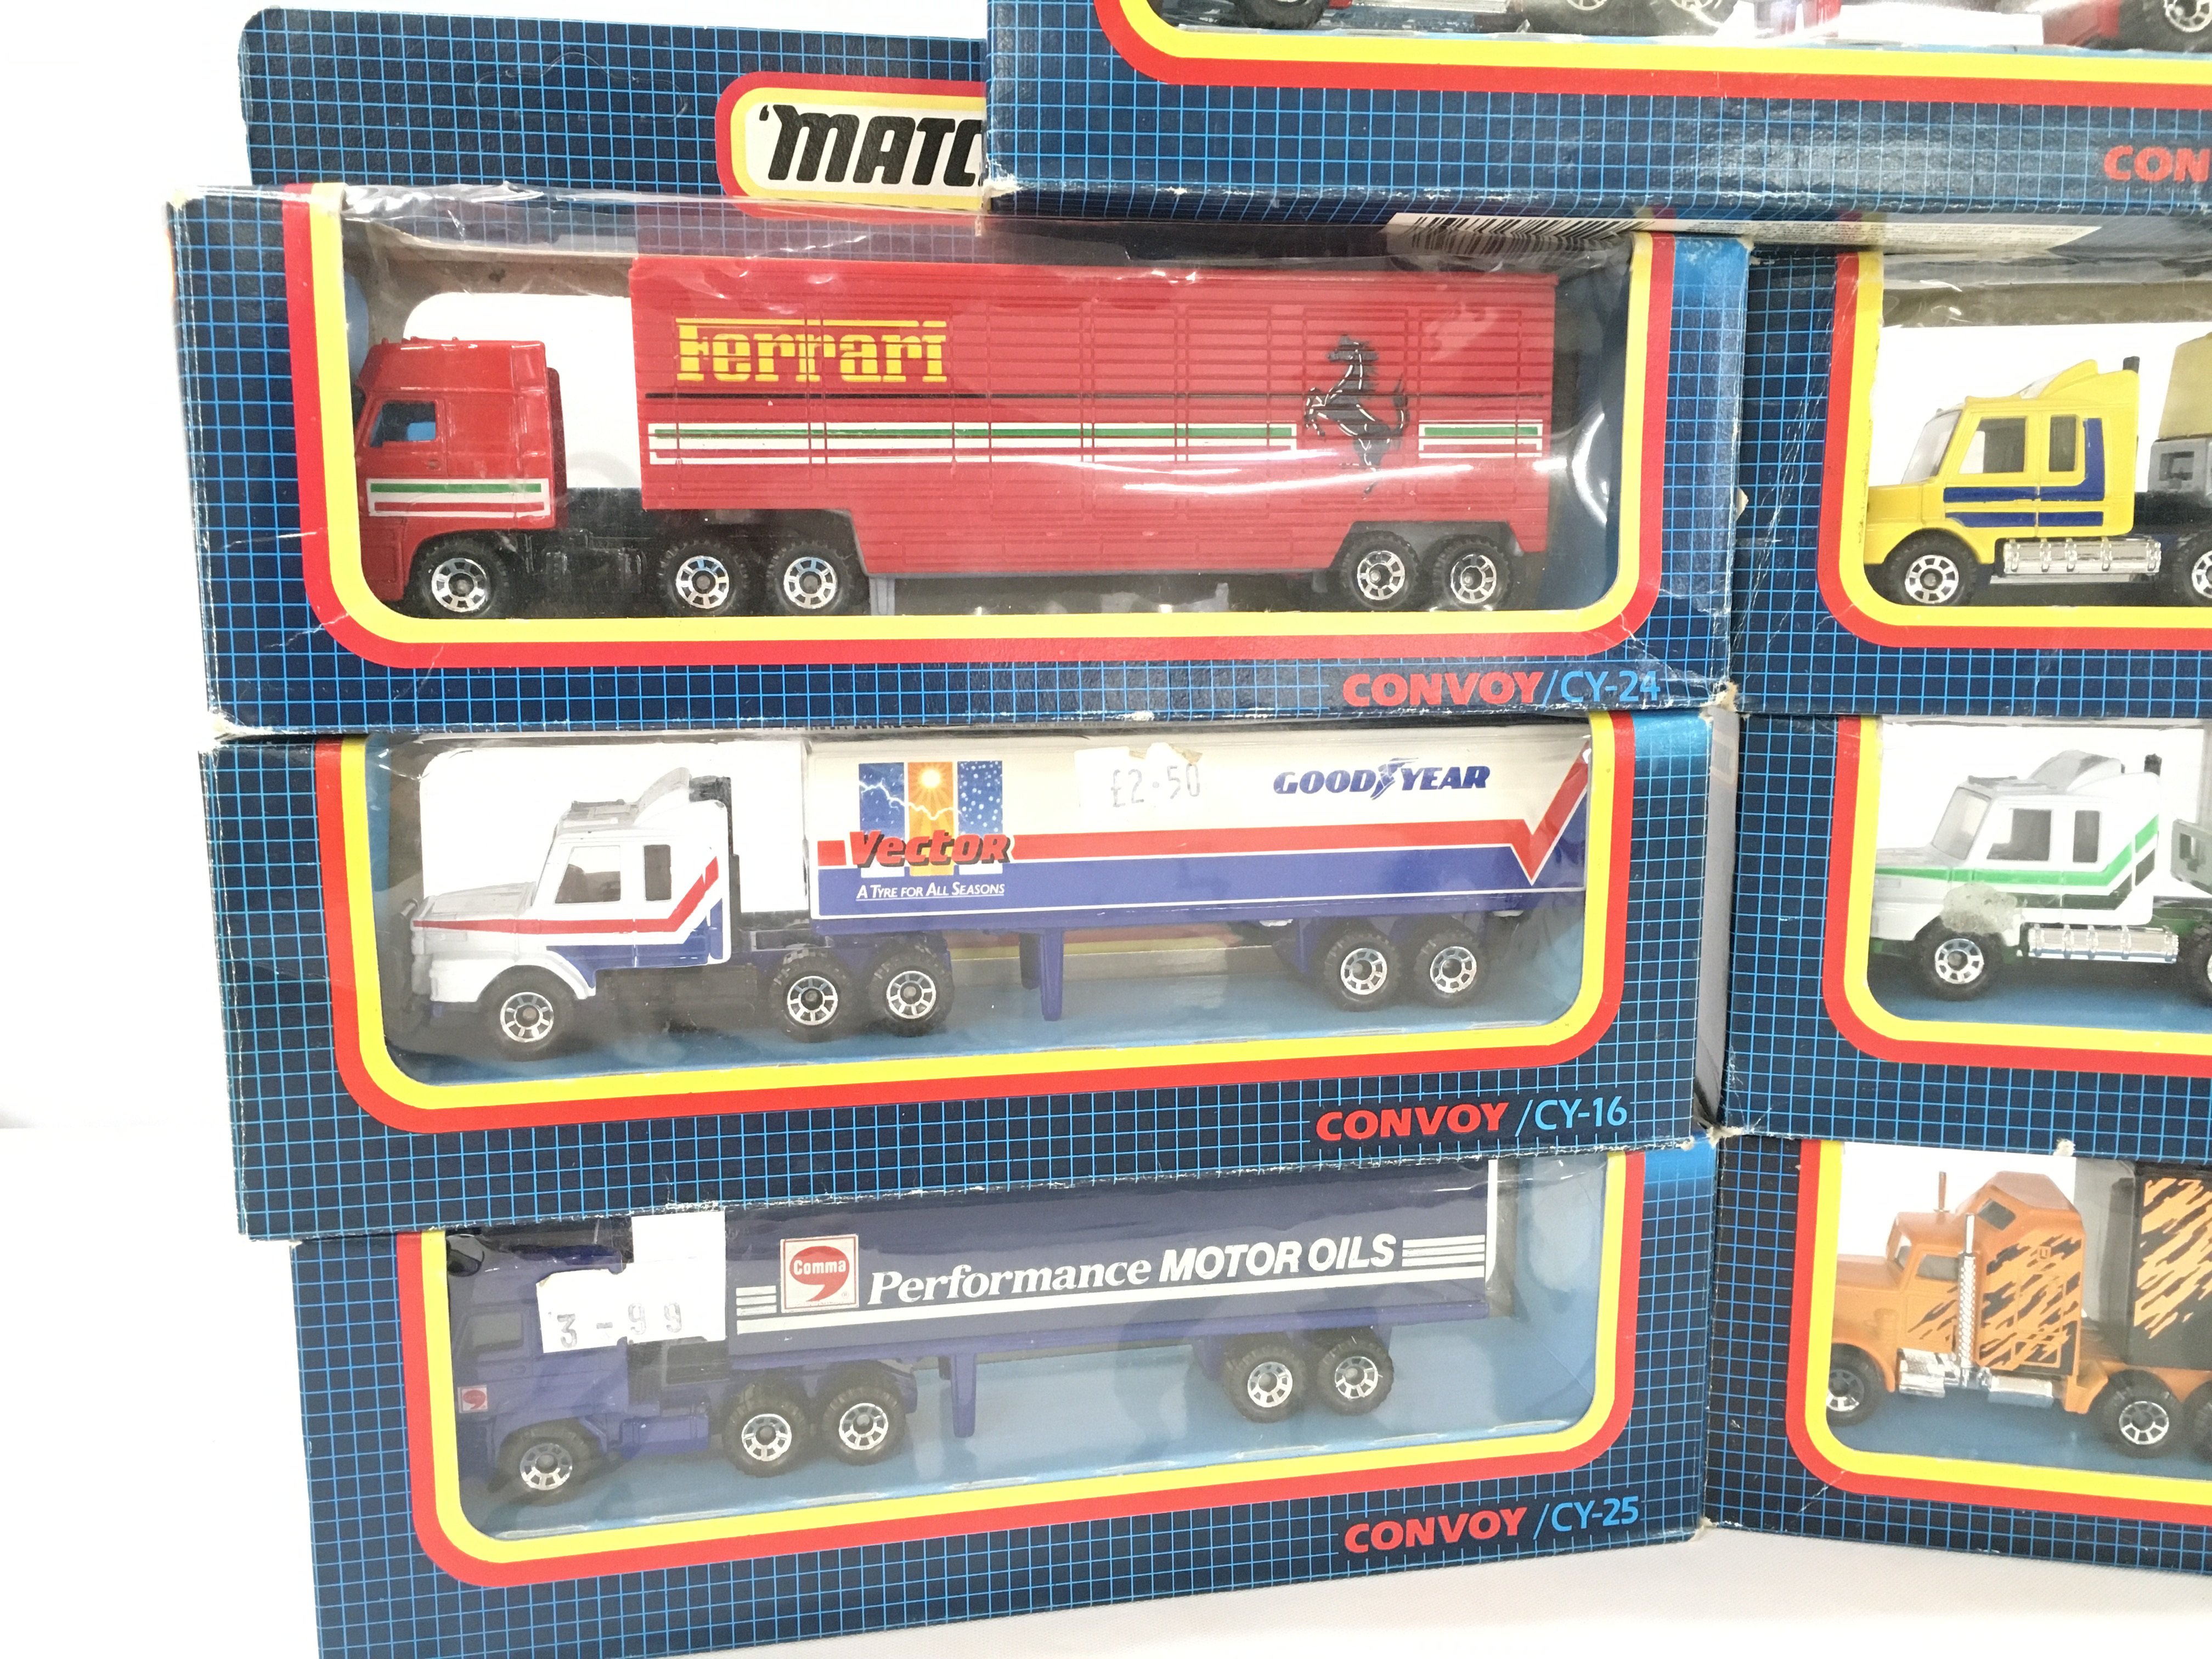 'MATC
CON
Ferrari
CONVOY/CY-24
Vector
A TYRE FOR ALL SEASONS
£2·50
GOODYEAR
CONVOY/CY-16
3-99
Comma
Performance MOTOR OILS
CONVOY/CY-25